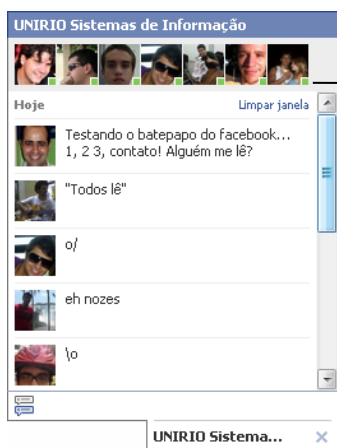 UNIRIO Sistemas de Informação
Hoje
Limpar janela
Testando o batepapo do facebook...
1, 2 3, contato! Alguém me lê?
"Todos lê"
o/
eh nozes
\o
UNIRIO Sistema...